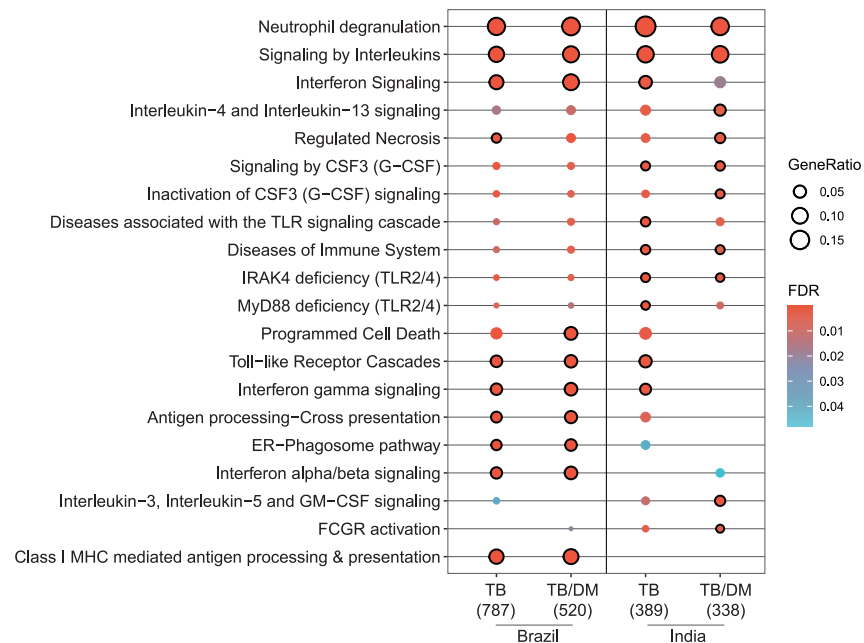 Neutrophil degranulation
Signaling by Interleukins
Interferon Signaling
Interleukin−4 and Interleukin−13 signaling
Regulated Necrosis
Signaling by CSF3 (G−CSF)
Inactivation of CSF3 (G−CSF) signaling
Diseases associated with the TLR signaling cascade
Diseases of Immune System
IRAK4 deficiency (TLR2/4)
MyD88 deficiency (TLR2/4)
Programmed Cell Death
Toll−like Receptor Cascades
Interferon gamma signaling
Antigen processing−Cross presentation
ER−Phagosome pathway
Interferon alpha/beta signaling
Interleukin−3, Interleukin−5 and GM−CSF signaling
FCGR activation
Class I MHC mediated antigen processing & presentation
TB TB/DM TB TB/DM
(787) (520) (389) (338)
Brazil India
GeneRatio
0.05
0.10
0.15
FDR
0.01
0.02
0.03
0.04